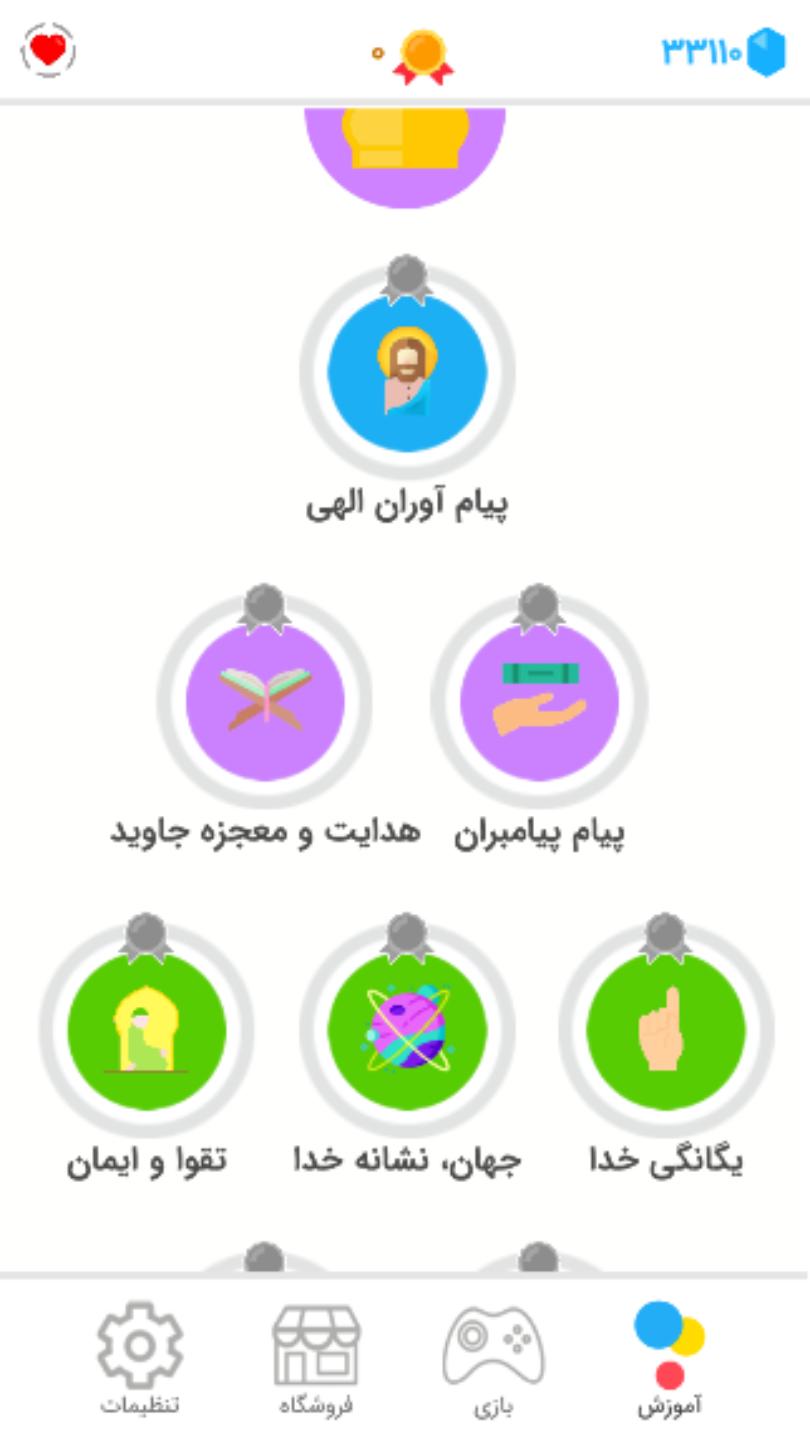 ۳۳۱۱۰
۰
پیام آوران الهی
پیام پیامبران
هدایت و معجزه جاوید
یگانگی خدا
جهان، نشانه خدا
تقوا و ایمان
آموزش
بازی
فروشگاه
تنظیمات